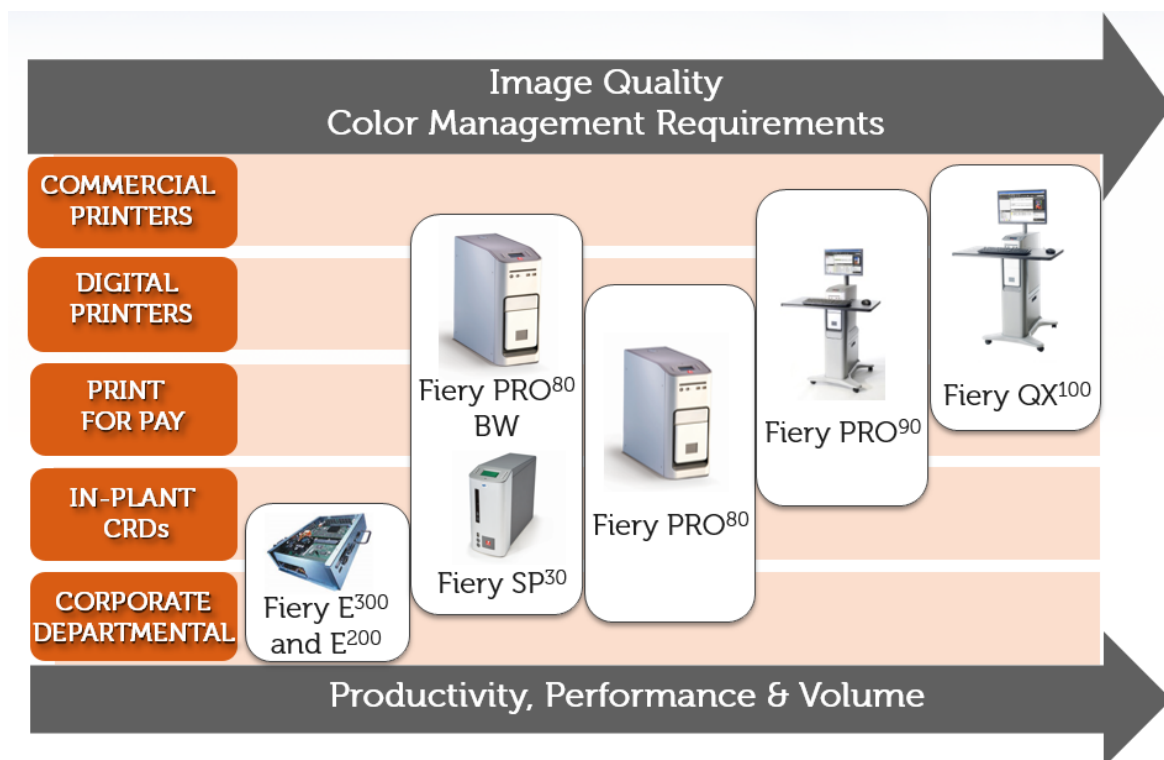 Image Quality
Color Management Requirements
COMMERCIAL
PRINTERS
DIGITAL
PRINTERS
PRINT
FOR PAY
IN-PLANT
CRDs
CORPORATE
DEPARTMENTAL
Fiery E300
and E200
Fiery PRO80
BW
Fiery SP30
Fiery PRO80
Fiery PRO90
Fiery QX100
Productivity, Performance & Volume